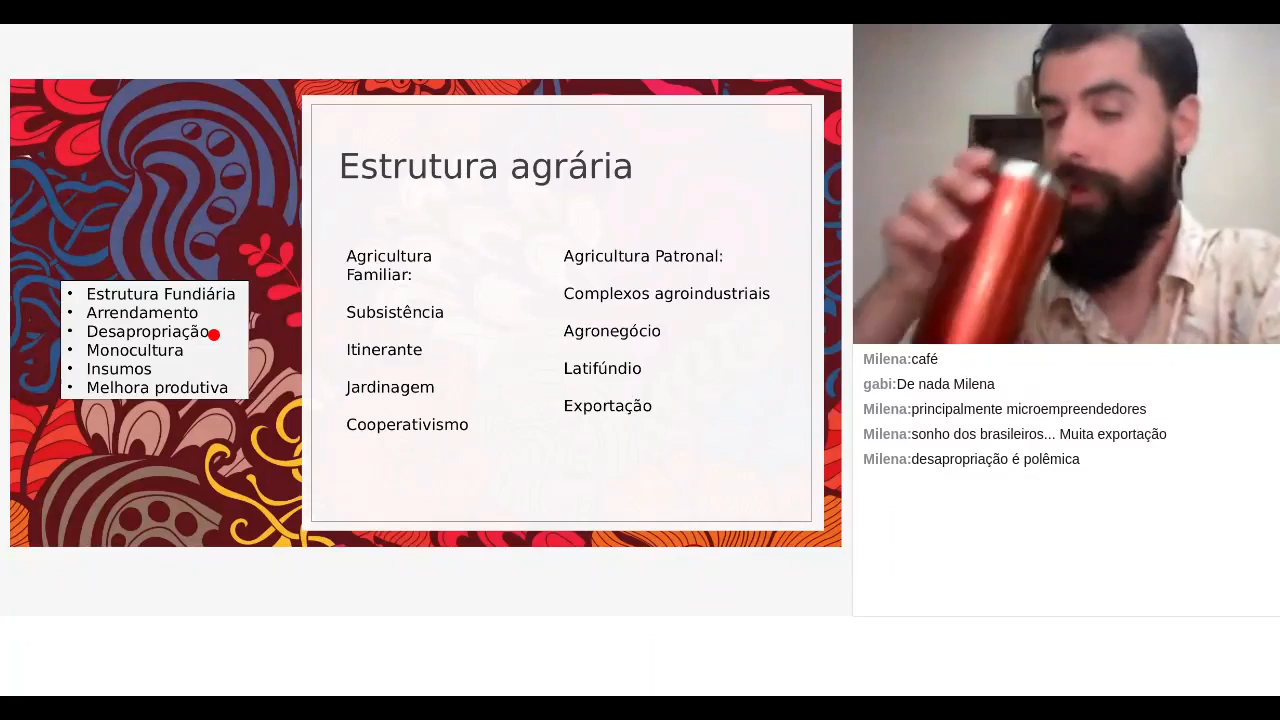 Estrutura agrária
Agricultura
Familiar:
Subsistência
Itinerante
Jardinagem
Cooperativismo
Agricultura Patronal:
Complexos agroindustriais
Agronegócio
Latifúndio
Exportação
• Estrutura Fundiária
• Arrendamento
• Desapropriação
• Monocultura
• Insumos
• Melhora produtiva
Milena:café
gabi:De nada Milena
Milena:principalmente microempreendedores
Milena:sonho dos brasileiros... Muita exportação
Milena:desapropriação é polêmica